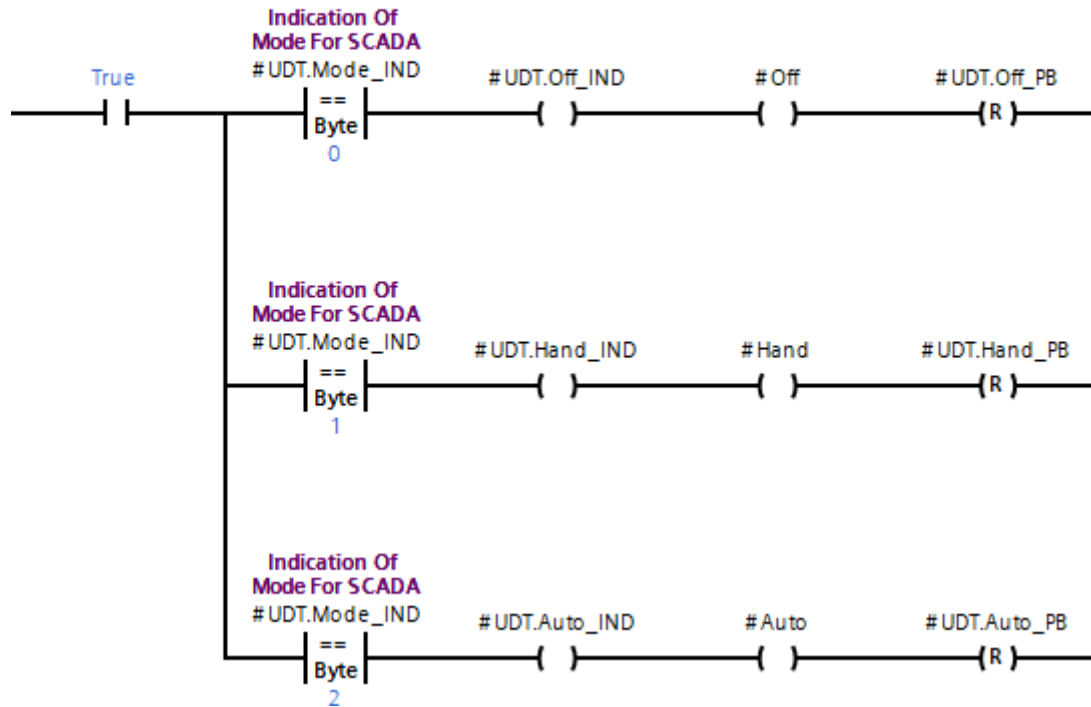 Indication Of
Mode For SCADA
True #UDT.Mode_IND #UDT.Off_IND #Off #UDT.Off_PB
==
Byte
R
0
Indication Of
Mode For SCADA
#UDT.Mode_IND #UDT.Hand_IND #Hand #UDT.Hand_PB
==
Byte
R
1
Indication Of
Mode For SCADA
#UDT.Mode_IND #UDT.Auto_IND #Auto #UDT.Auto_PB
==
Byte
R
2